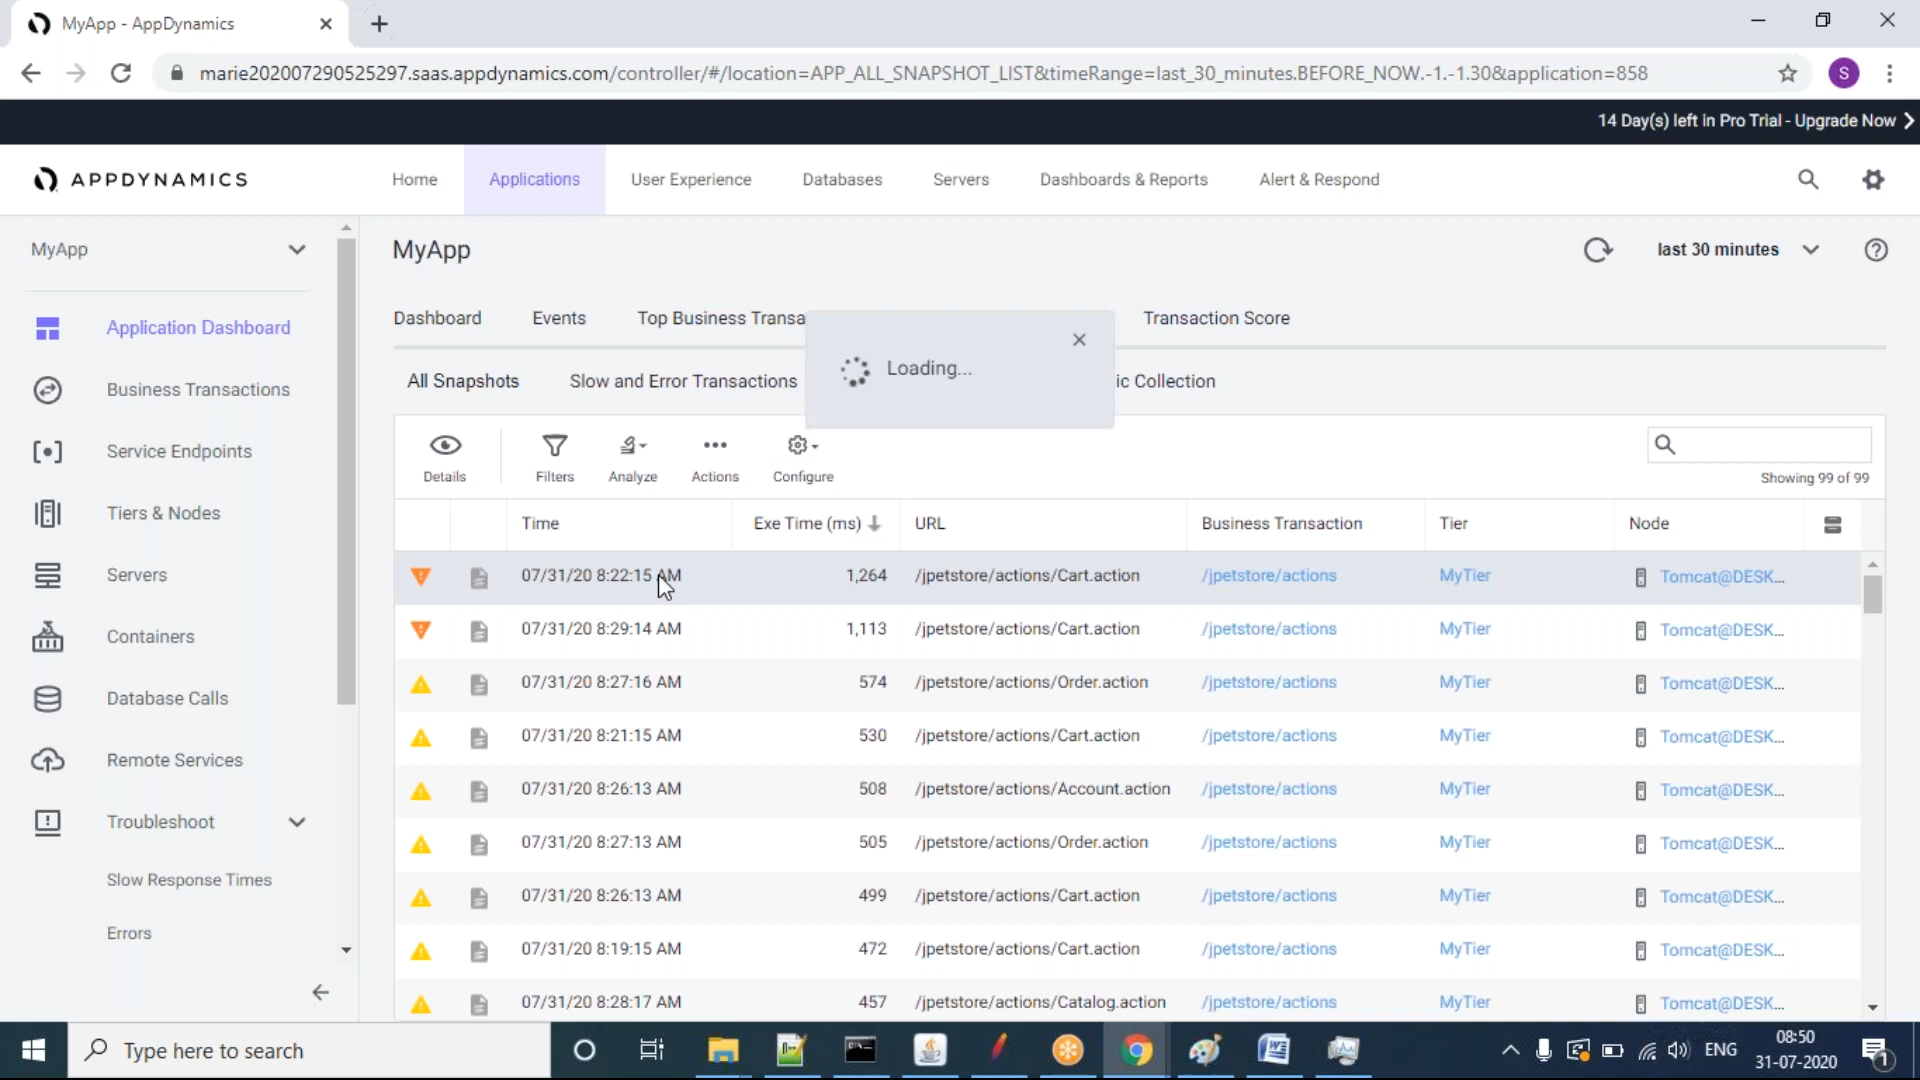 MyApp - AppDynamics
marie202007290525297.saas.appdynamics.com/controller/#/location=APP_ALL_SNAPSHOT_LIST&timeRange=last_30_minutes.BEFORE_NOW.-1.-1.30&application=858
S
14 Day(s) left in Pro Trial - Upgrade Now
APPDYNAMICS
Home
Applications
User Experience
Databases
Servers
Dashboards & Reports
Alert & Respond
MyApp
Application Dashboard
Business Transactions
Service Endpoints
Tiers & Nodes
Servers
Containers
Database Calls
Remote Services
Troubleshoot
Slow Response Times
Errors
MyApp
last 30 minutes
Dashboard
Events
Top Business Transa
Transaction Score
Loading...
All Snapshots
Slow and Error Transactions
ic Collection
Details
Filters
Analyze
Actions
Configure
Showing 99 of 99
Time Exe Time (ms) URL Business Transaction Tier Node
07/31/20 8:22:15 AM 1,264 /jpetstore/actions/Cart.action /jpetstore/actions MyTier Tomcat@DESK...
07/31/20 8:29:14 AM 1,113 /jpetstore/actions/Cart.action /jpetstore/actions MyTier Tomcat@DESK...
07/31/20 8:27:16 AM 574 /jpetstore/actions/Order.action /jpetstore/actions MyTier Tomcat@DESK...
07/31/20 8:21:15 AM 530 /jpetstore/actions/Cart.action /jpetstore/actions MyTier Tomcat@DESK...
07/31/20 8:26:13 AM 508 /jpetstore/actions/Account.action /jpetstore/actions MyTier Tomcat@DESK...
07/31/20 8:27:13 AM 505 /jpetstore/actions/Order.action /jpetstore/actions MyTier Tomcat@DESK...
07/31/20 8:26:13 AM 499 /jpetstore/actions/Cart.action /jpetstore/actions MyTier Tomcat@DESK...
07/31/20 8:19:15 AM 472 /jpetstore/actions/Cart.action /jpetstore/actions MyTier Tomcat@DESK...
07/31/20 8:28:17 AM 457 /jpetstore/actions/Catalog.action /jpetstore/actions MyTier Tomcat@DESK...
Type here to search
ENG
08:50
31-07-2020
1